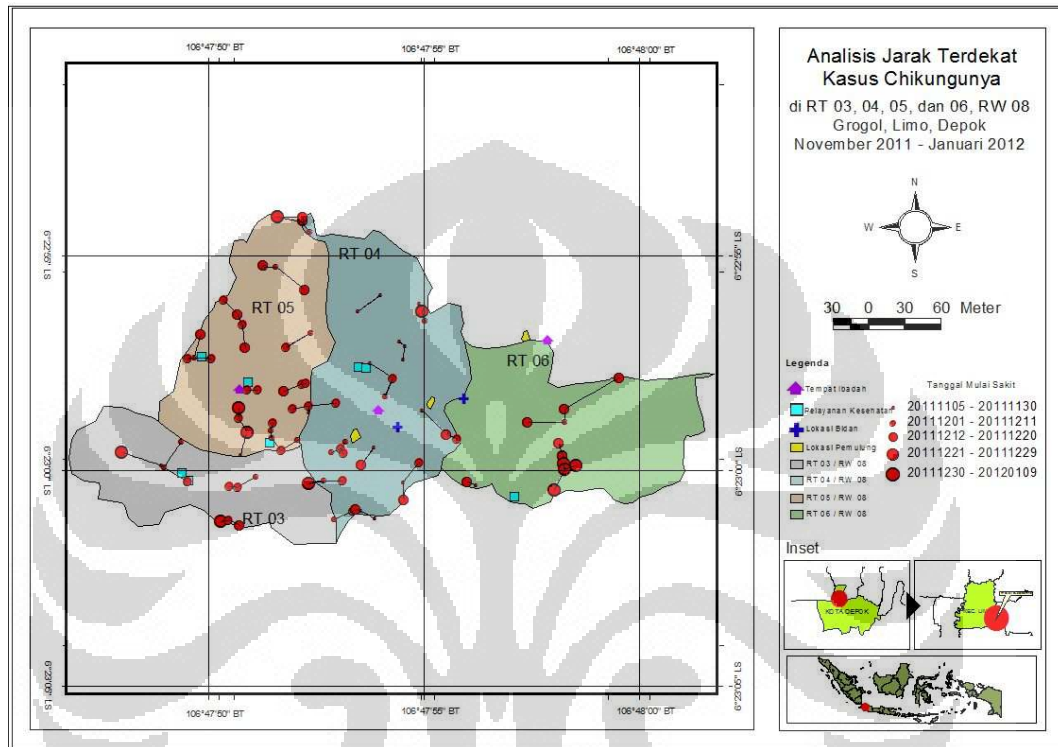 Analisis Jarak Terdekat
Kasus Chikungunya
di RT 03, 04, 05, dan 06, RW 08
Grogol, Limo, Depok
November 2011 - Januari 2012
N
W
E
S
30 0 30 60 Meter
Legenda
Tempat Ibadah
Pelayanan Kesehatan
Lokasi Bidan
Lokasi Pemulung
RT 03 / RW 08
RT 04 / RW 08
RT 05 / RW 08
RT 06 / RW 08
Tanggal Mulai Sakit
20111105 - 20111130
20111201 - 20111211
20111212 - 20111220
20111221 - 20111229
20111230 - 20120109
Inset
KOTA DEPOK
106°47'50" BT
106°47'55" BT
106°48'00" BT
6°22'55" LS
6°22'55" LS
RT 04
RT 05
RT 06
6°23'00" LS
6°23'00" LS
RT 03
6°23'05" LS
6°23'05" LS
106°47'50" BT
106°47'55" BT
106°48'00" BT